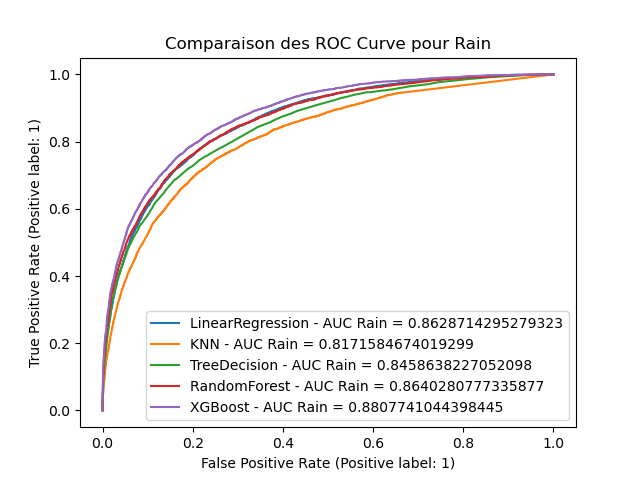 Comparaison des ROC Curve pour Rain
True Positive Rate (Positive label: 1)
1.0
0.8
0.6
0.4
0.2
0.0
LinearRegression - AUC Rain = 0.8628714295279323
KNN - AUC Rain = 0.8171584674019299
TreeDecision - AUC Rain = 0.8458638227052098
RandomForest - AUC Rain = 0.8640280777335877
XGBoost - AUC Rain = 0.8807741044398445
0.0 0.2 0.4 0.6 0.8 1.0
False Positive Rate (Positive label: 1)